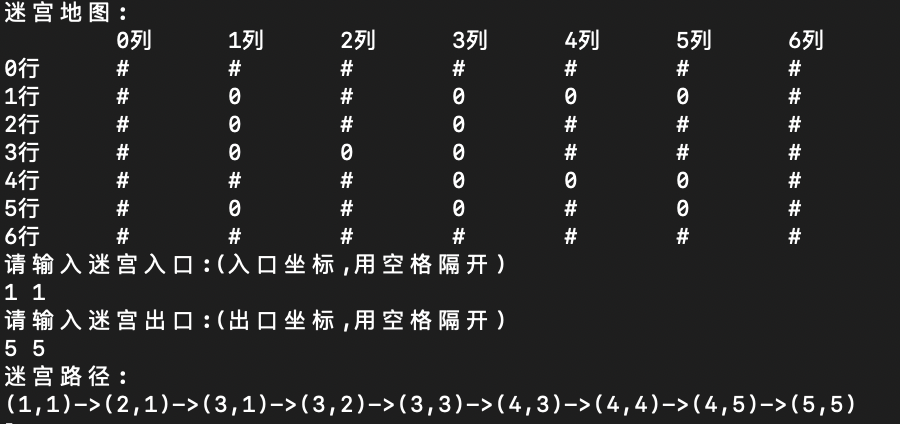 迷宫地图:
0列 1列 2列 3列 4列 5列 6列
0行 # # # # # # #
1行 # 0 # 0 0 0 #
2行 # 0 # 0 # # #
3行 # 0 0 0 # # #
4行 # # # 0 0 0 #
5行 # 0 # 0 # 0 #
6行 # # # # # # #
请输入迷宫入口:(入口坐标,用空格隔开)
1 1
请输入迷宫出口:(出口坐标,用空格隔开)
5 5
迷宫路径:
(1,1)->(2,1)->(3,1)->(3,2)->(3,3)->(4,3)->(4,4)->(4,5)->(5,5)